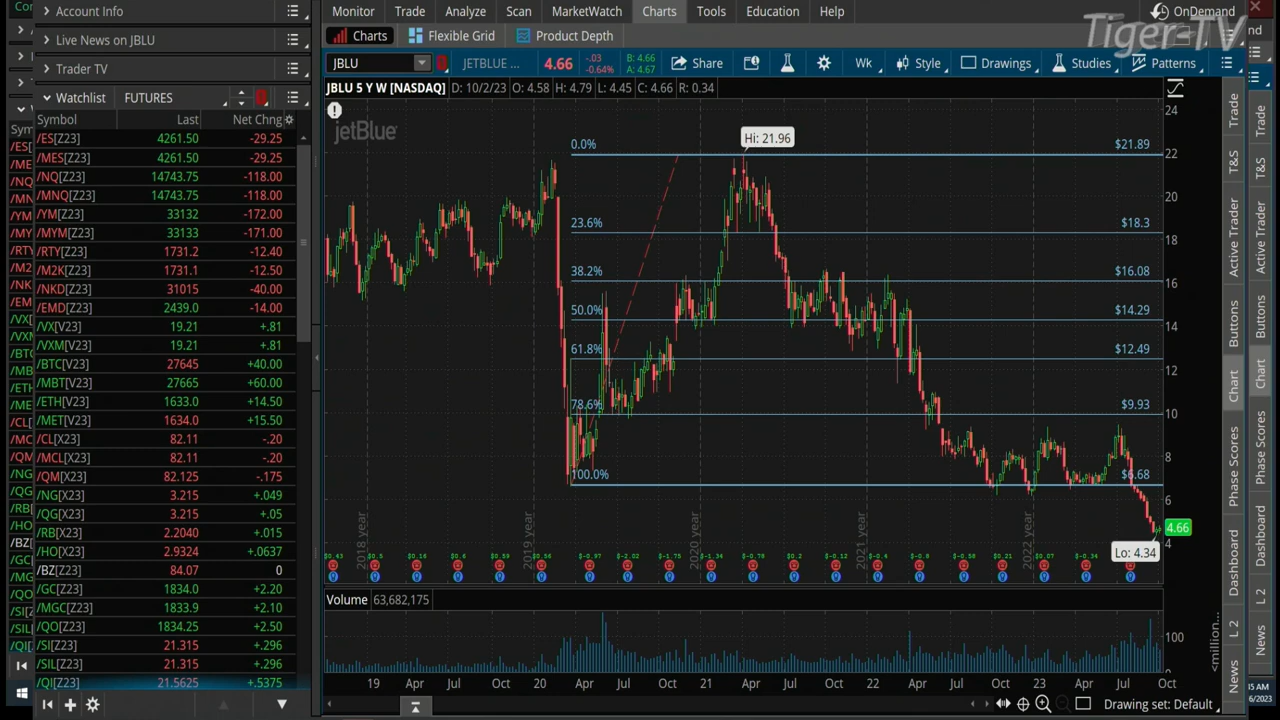 Monitor Trade Analyze Scan MarketWatch Charts Tools Education Help OnDemand
Tiger-TV
Account Info
Live News on JBLU
Trader TV
Watchlist FUTURES
Symbol Last Net Chng
/ES[Z23] 4261.50 -29.25
/MES[Z23] 4261.50 -29.25
/NQ[Z23] 14743.75 -118.00
/MNQ[Z23] 14743.75 -118.00
/YM[Z23] 33132 -172.00
/MYM[Z23] 33133 -171.00
/RTY[Z23] 1731.2 -12.40
/M2K[Z23] 1731.1 -12.50
/NKD[Z23] 31015 -40.00
/EMD[Z23] 2439.0 -14.00
/VX[V23] 19.21 +.81
/VXM[V23] 19.21 +.81
/BTC[V23] 27645 +40.00
/MBT[V23] 27665 +60.00
/ETH[V23] 1633.0 +14.50
/MET[V23] 1634.0 +15.50
/CL[X23] 82.11 -.20
/MCL[X23] 82.11 -.20
/QM[X23] 82.125 -.175
/NG[X23] 3.215 +.049
/QG[X23] 3.215 +.05
/RB[X23] 2.2040 +.015
/HO[X23] 2.9324 +.0637
/BZ[Z23] 84.07 0
/GC[Z23] 1834.0 +2.20
/MGC[Z23] 1833.9 +2.10
/QO[Z23] 1834.25 +2.50
/SI[Z23] 21.315 +.296
/SIL[Z23] 21.315 +.296
/QI[Z23] 21.5625 +.5375
Charts Flexible Grid Product Depth
JBLU JETBLUE ... 4.66 -.03 -0.64% B: 4.66 A: 4.67 Share Wk Style Drawings Studies Patterns
JBLU 5 Y W [NASDAQ] D: 10/2/23 O: 4.58 H: 4.79 L: 4.45 C: 4.66 R: 0.34
jetBlue
Hi: 21.96
0.0% $21.89
23.6% $18.3
38.2% $16.08
50.0% $14.29
61.8% $12.49
78.6% $9.93
100.0% $6.68
24
22
20
18
16
14
12
10
8
6
4.66
4
Lo: 4.34
2018 year 2019 year 2020 year 2021 year 2022 year
Volume 63,682,175
100
0
<millions>
19 Apr Jul Oct 20 Apr Jul Oct 21 Apr Jul Oct 22 Apr Jul Oct 23 Apr Jul Oct
Drawing set: Default
Trade
T&S
Active Trader
Buttons
Chart
Phase Scores
Dashboard
L 2
News
Trade
T&S
Active Trader
Buttons
Chart
Phase Scores
Dashboard
L 2
News